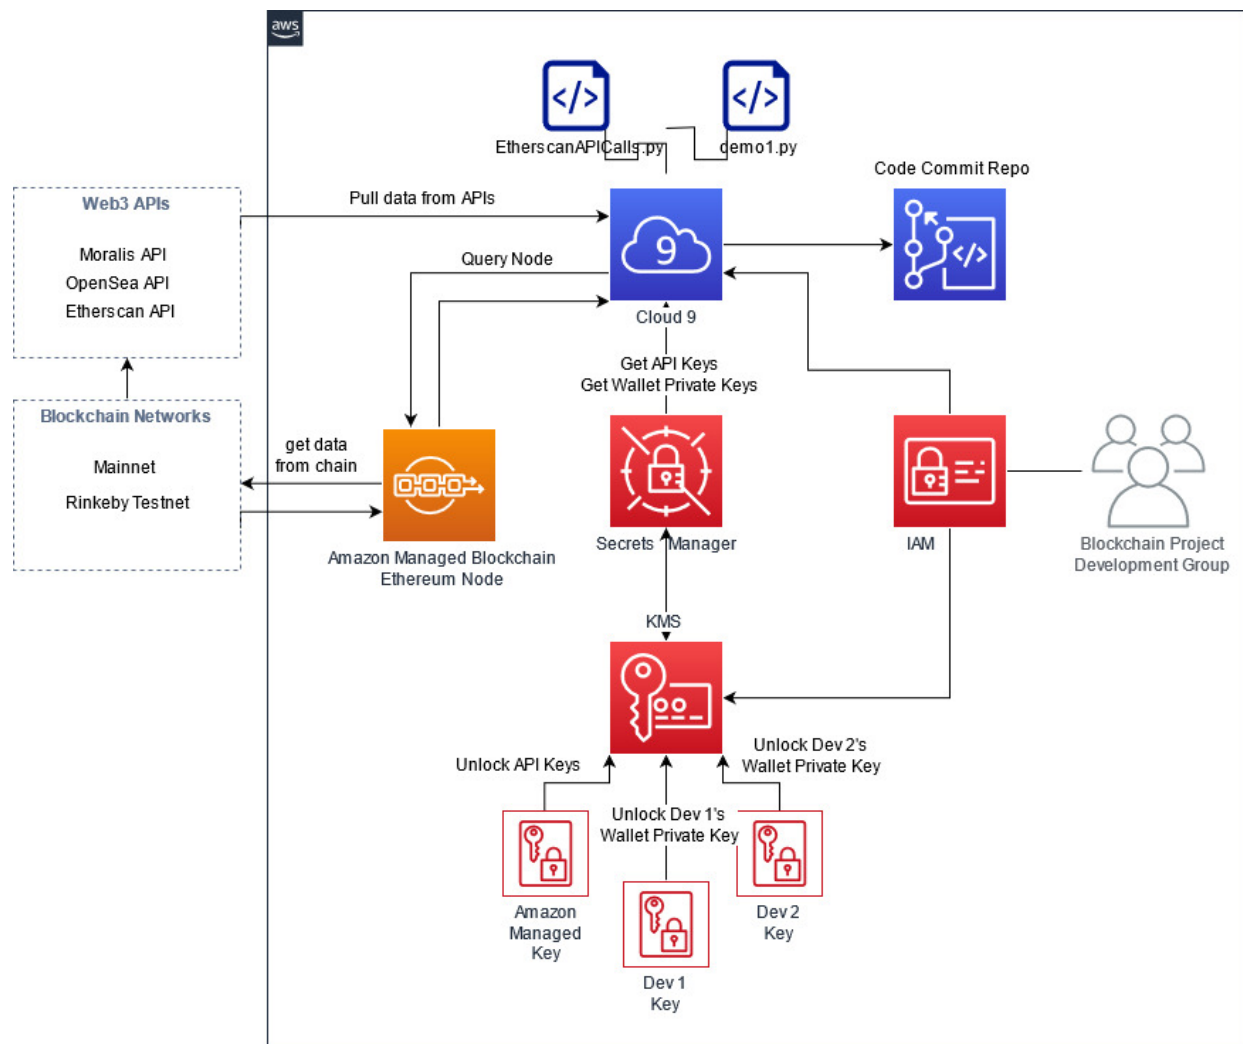 aws
EtherscanAPICalls.py
demo1.py
Code Commit Repo
Web3 APIs
Moralis API
OpenSea API
Etherscan API
Pull data from APIs
Query Node
9
Cloud 9
Get API Keys
Get Wallet Private Keys
Blockchain Networks
Mainnet
Rinkeby Testnet
get data
from chain
Amazon Managed Blockchain
Ethereum Node
Secrets Manager
IAM
Blockchain Project
Development Group
KMS
Unlock API Keys
Unlock Dev 1's
Wallet Private Key
Unlock Dev 2's
Wallet Private Key
Amazon
Managed
Key
Dev 1
Key
Dev 2
Key